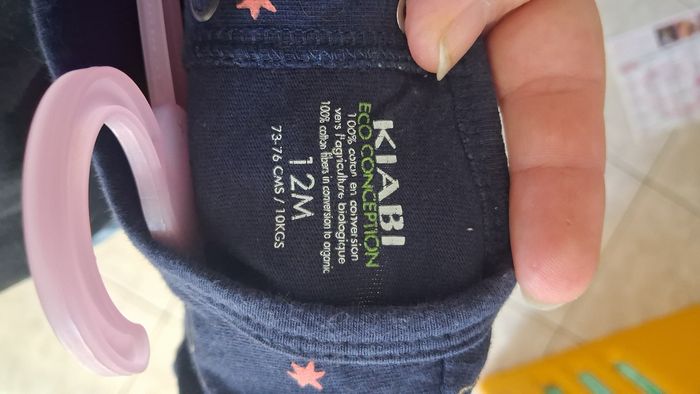 KIABI
ECO CONCEPTION
100% coton en conversion
vers l'agriculture biologique
100% cotton fibers in conversion to organic
12M
73-76 CMS / 10KGS